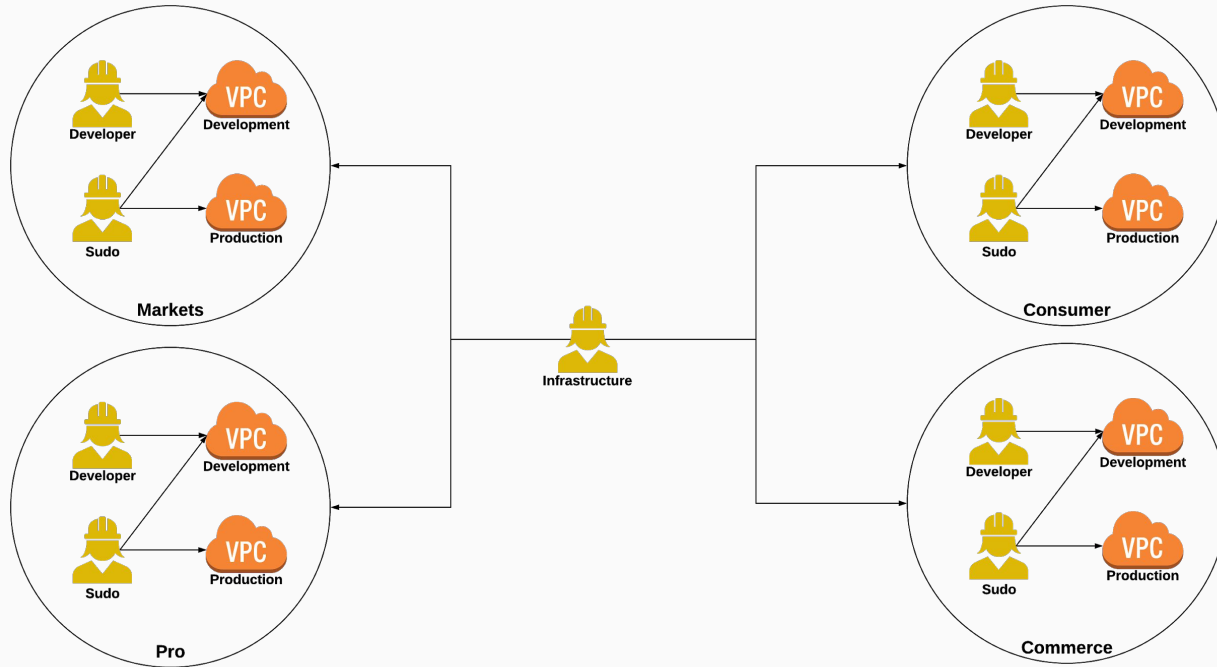 VPC
Developer
Development
VPC
Sudo
Production
Markets
VPC
Developer
Development
VPC
Sudo
Production
Consumer
Infrastructure
VPC
Developer
Development
VPC
Sudo
Production
Pro
VPC
Developer
Development
VPC
Sudo
Production
Commerce